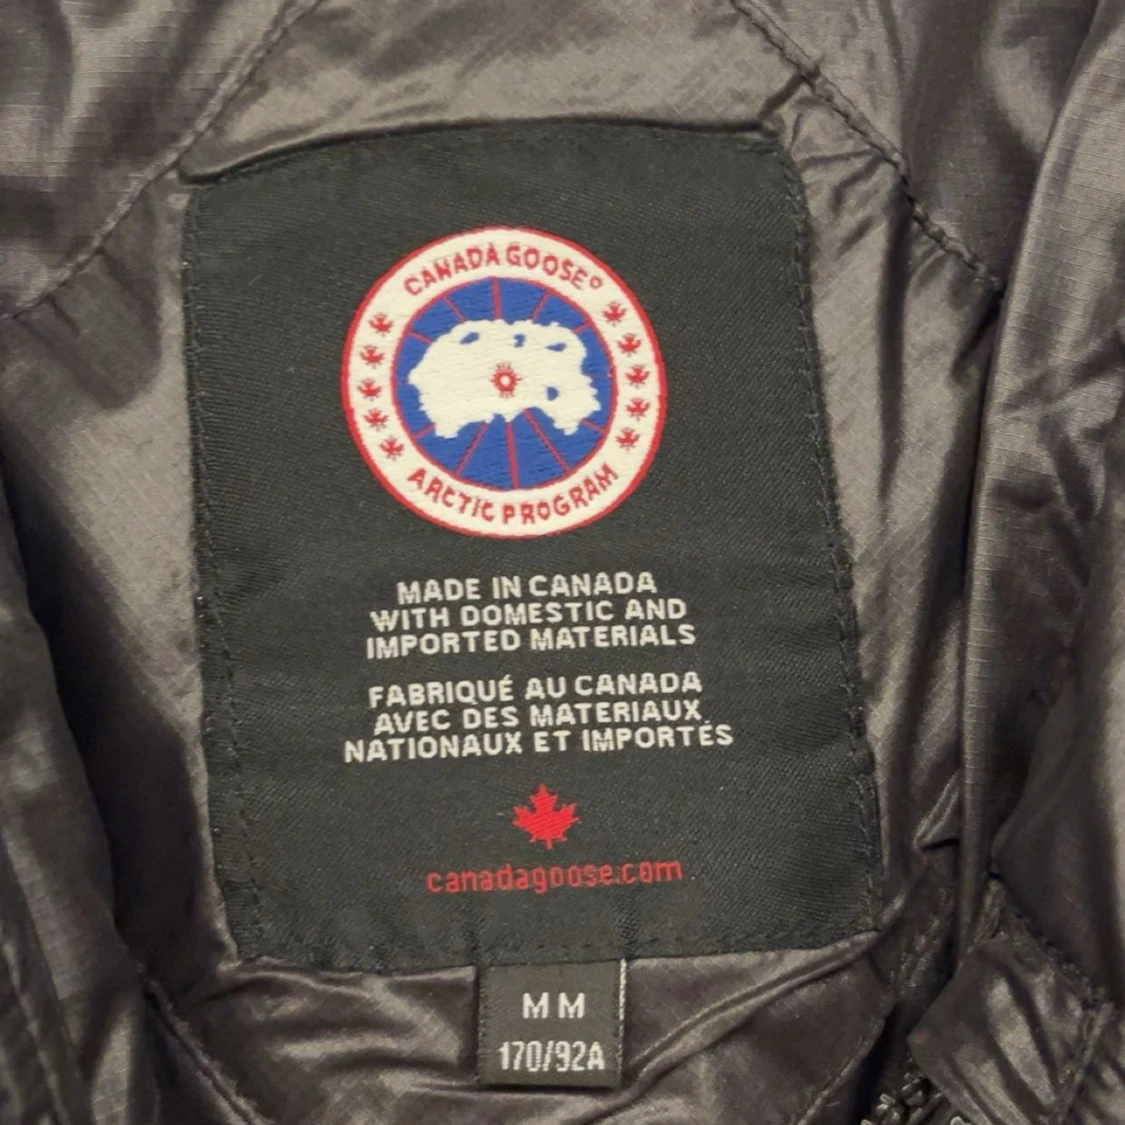 CANADA GOOSE®
ARCTIC PROGRAM
MADE IN CANADA
WITH DOMESTIC AND
IMPORTED MATERIALS
FABRIQUÉ AU CANADA
AVEC DES MATERIAUX
NATIONAUX ET IMPORTÉS
canadagoose.com
M M
170/92A